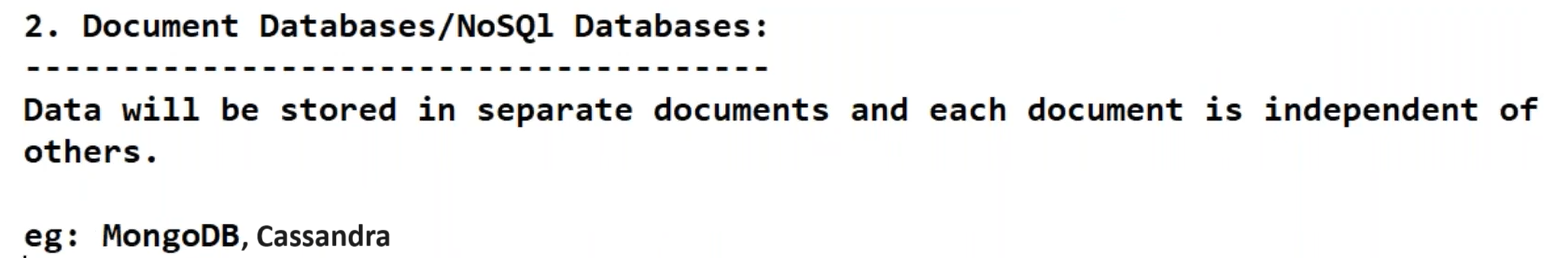 2. Document Databases/NoSQl Databases:
---------------------------------------
Data will be stored in separate documents and each document is independent of
others.
eg: MongoDB, Cassandra